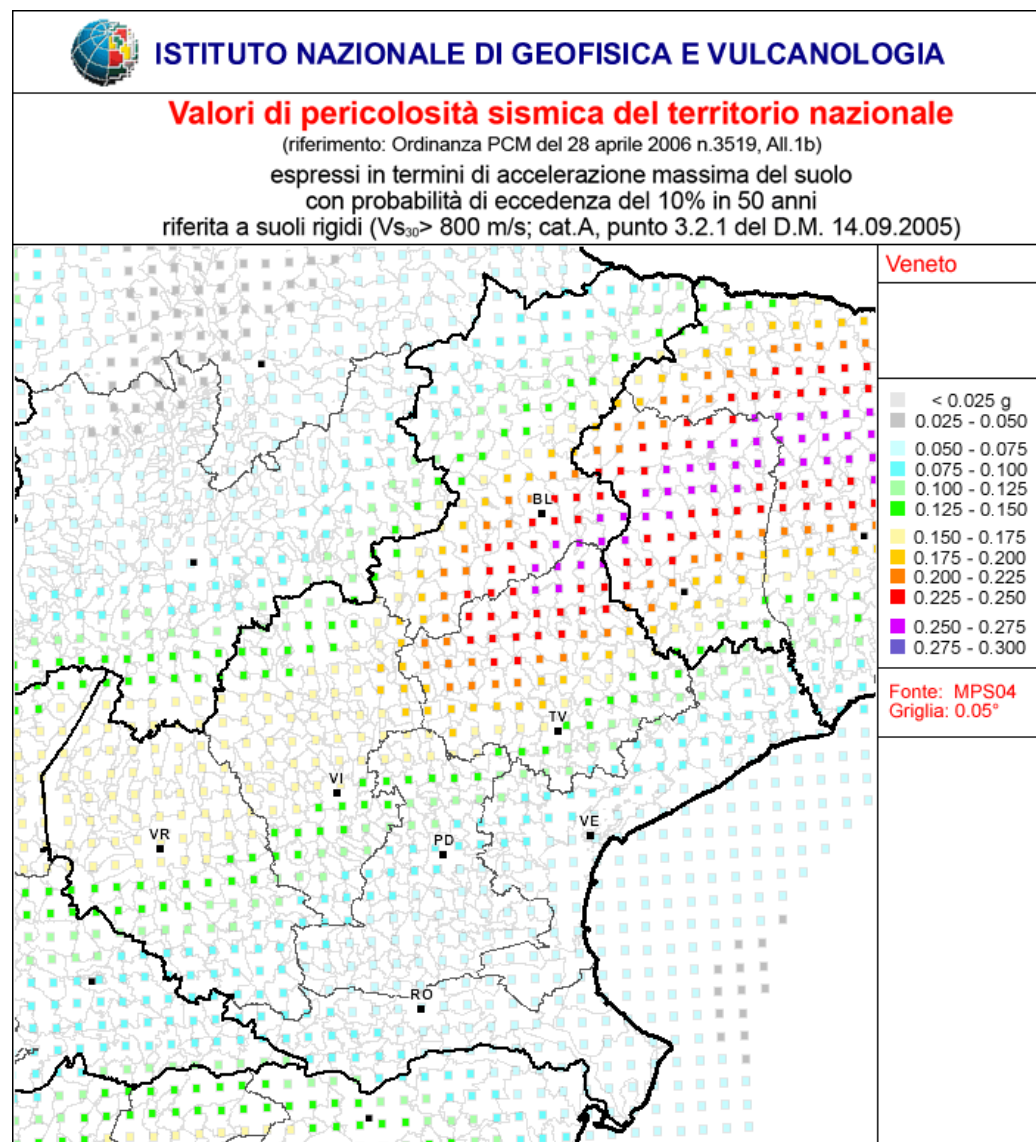 ISTITUTO NAZIONALE DI GEOFISICA E VULCANOLOGIA
Valori di pericolosità sismica del territorio nazionale
(riferimento: Ordinanza PCM del 28 aprile 2006 n.3519, All.1b)
espressi in termini di accelerazione massima del suolo
con probabilità di eccedenza del 10% in 50 anni
riferita a suoli rigidi (Vs₃₀> 800 m/s; cat.A, punto 3.2.1 del D.M. 14.09.2005)
Veneto
< 0.025 g
0.025 - 0.050
0.050 - 0.075
0.075 - 0.100
0.100 - 0.125
0.125 - 0.150
0.150 - 0.175
0.175 - 0.200
0.200 - 0.225
0.225 - 0.250
0.250 - 0.275
0.275 - 0.300
Fonte: MPS04
Griglia: 0.05°
BL
TV
VI
VE
VR
PD
RO